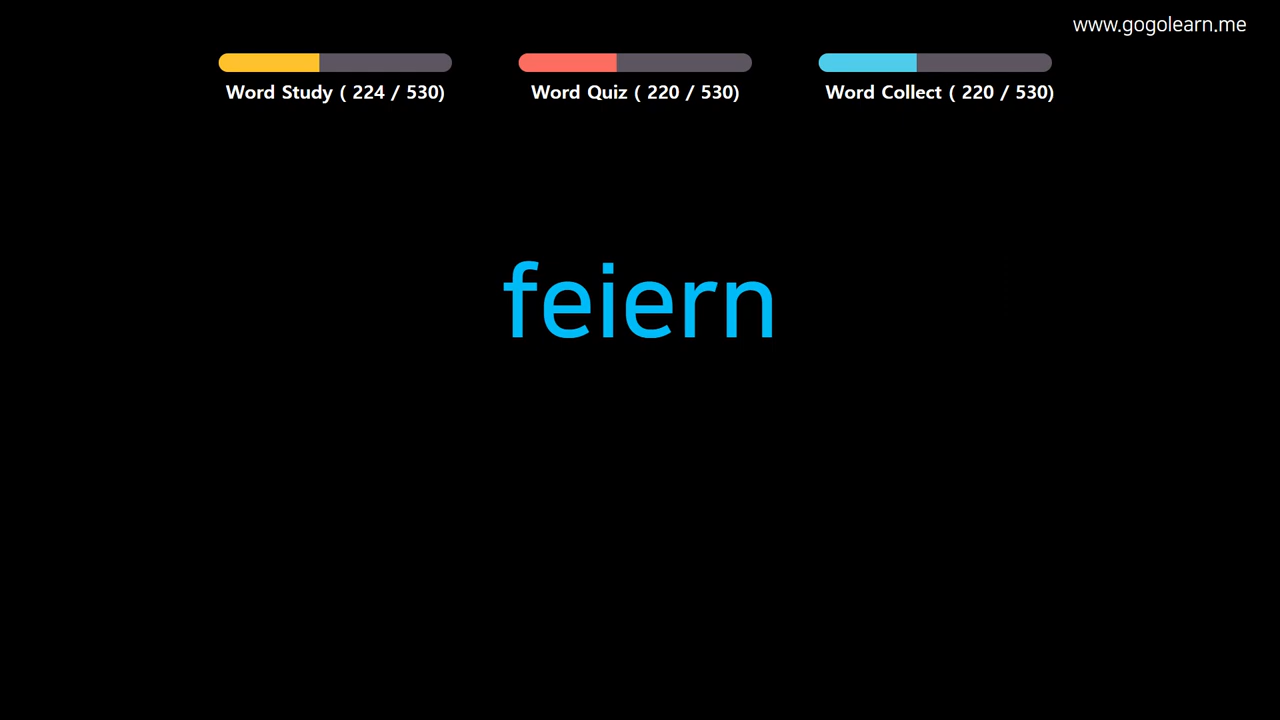 www.gogolearn.me
Word Study ( 224 / 530)
Word Quiz ( 220 / 530)
Word Collect ( 220 / 530)
feiern